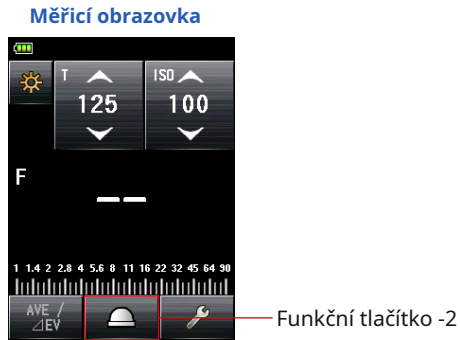 Měřicí obrazovka
T
ISO
125
100
F
1 1.4 2 2.8 4 5.6 8 11 16 22 32 45 64 90
AVE /
⊿EV
Funkční tlačítko -2